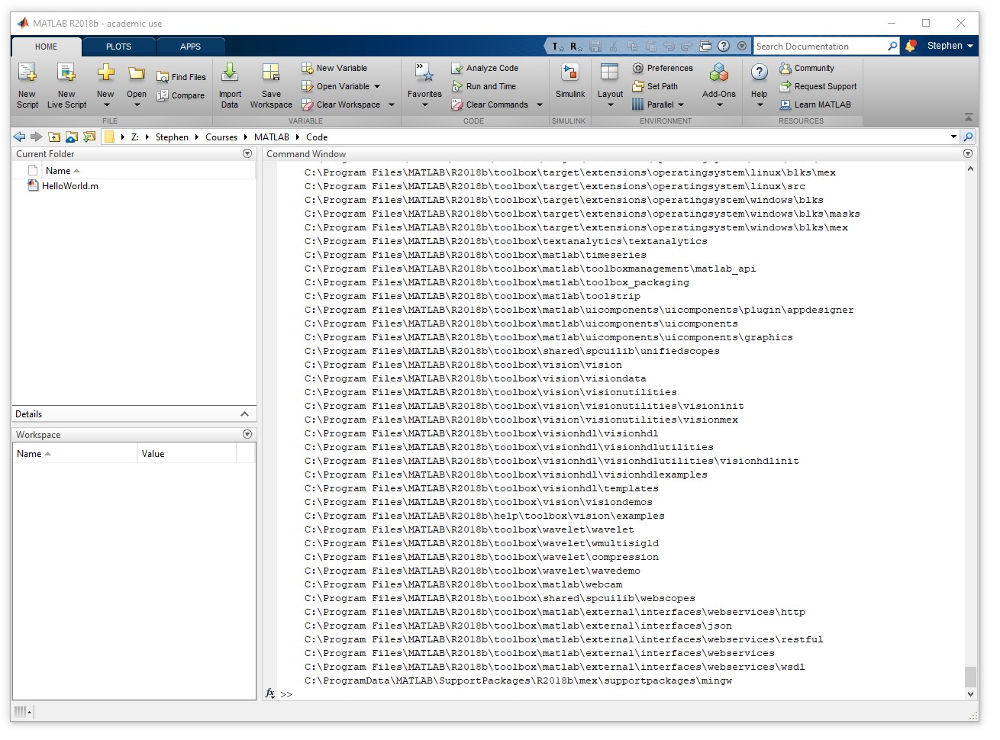 MATLAB R2018b - academic use
HOME PLOTS APPS
Search Documentation
Stephen
New Script
New Live Script
New
Open
Find Files
Compare
FILE
Import Data
Save Workspace
New Variable
Open Variable
Clear Workspace
VARIABLE
Favorites
Analyze Code
Run and Time
Clear Commands
CODE
Simulink
SIMULINK
Layout
Preferences
Set Path
Parallel
Add-Ons
ENVIRONMENT
Help
Community
Request Support
Learn MATLAB
RESOURCES
Z: Stephen Courses MATLAB Code
Current Folder
Name
HelloWorld.m
Details
Workspace
Name Value
Command Window
C:\Program Files\MATLAB\R2018b\toolbox\target\extensions\operatingsystem\linux\blks\mex
C:\Program Files\MATLAB\R2018b\toolbox\target\extensions\operatingsystem\linux\src
C:\Program Files\MATLAB\R2018b\toolbox\target\extensions\operatingsystem\windows\blks
C:\Program Files\MATLAB\R2018b\toolbox\target\extensions\operatingsystem\windows\blks\masks
C:\Program Files\MATLAB\R2018b\toolbox\target\extensions\operatingsystem\windows\blks\mex
C:\Program Files\MATLAB\R2018b\toolbox\textanalytics\textanalytics
C:\Program Files\MATLAB\R2018b\toolbox\matlab\timeseries
C:\Program Files\MATLAB\R2018b\toolbox\matlab\toolboxmanagement\matlab_api
C:\Program Files\MATLAB\R2018b\toolbox\matlab\toolbox_packaging
C:\Program Files\MATLAB\R2018b\toolbox\matlab\toolstrip
C:\Program Files\MATLAB\R2018b\toolbox\matlab\uicomponents\uicomponents\plugin\appdesigner
C:\Program Files\MATLAB\R2018b\toolbox\matlab\uicomponents\uicomponents
C:\Program Files\MATLAB\R2018b\toolbox\matlab\uicomponents\uicomponents\graphics
C:\Program Files\MATLAB\R2018b\toolbox\shared\spcuilib\unifiedscopes
C:\Program Files\MATLAB\R2018b\toolbox\vision\vision
C:\Program Files\MATLAB\R2018b\toolbox\vision\visiondata
C:\Program Files\MATLAB\R2018b\toolbox\vision\visionutilities
C:\Program Files\MATLAB\R2018b\toolbox\vision\visionutilities\visioninit
C:\Program Files\MATLAB\R2018b\toolbox\vision\visionutilities\visionmex
C:\Program Files\MATLAB\R2018b\toolbox\visionhdl\visionhdl
C:\Program Files\MATLAB\R2018b\toolbox\visionhdl\visionhdlutilities
C:\Program Files\MATLAB\R2018b\toolbox\visionhdl\visionhdlutilities\visionhdlinit
C:\Program Files\MATLAB\R2018b\toolbox\visionhdl\visionhdlexamples
C:\Program Files\MATLAB\R2018b\toolbox\visionhdl\templates
C:\Program Files\MATLAB\R2018b\toolbox\vision\visiondemos
C:\Program Files\MATLAB\R2018b\help\toolbox\vision\examples
C:\Program Files\MATLAB\R2018b\toolbox\wavelet\wavelet
C:\Program Files\MATLAB\R2018b\toolbox\wavelet\wmultisig1d
C:\Program Files\MATLAB\R2018b\toolbox\wavelet\compression
C:\Program Files\MATLAB\R2018b\toolbox\wavelet\wavedemo
C:\Program Files\MATLAB\R2018b\toolbox\matlab\webcam
C:\Program Files\MATLAB\R2018b\toolbox\shared\spcuilib\webscopes
C:\Program Files\MATLAB\R2018b\toolbox\matlab\external\interfaces\webservices\http
C:\Program Files\MATLAB\R2018b\toolbox\matlab\external\interfaces\json
C:\Program Files\MATLAB\R2018b\toolbox\matlab\external\interfaces\webservices\restful
C:\Program Files\MATLAB\R2018b\toolbox\matlab\external\interfaces\webservices
C:\Program Files\MATLAB\R2018b\toolbox\matlab\external\interfaces\webservices\wsdl
C:\ProgramData\MATLAB\SupportPackages\R2018b\mex\supportpackages\mingw
fx >>